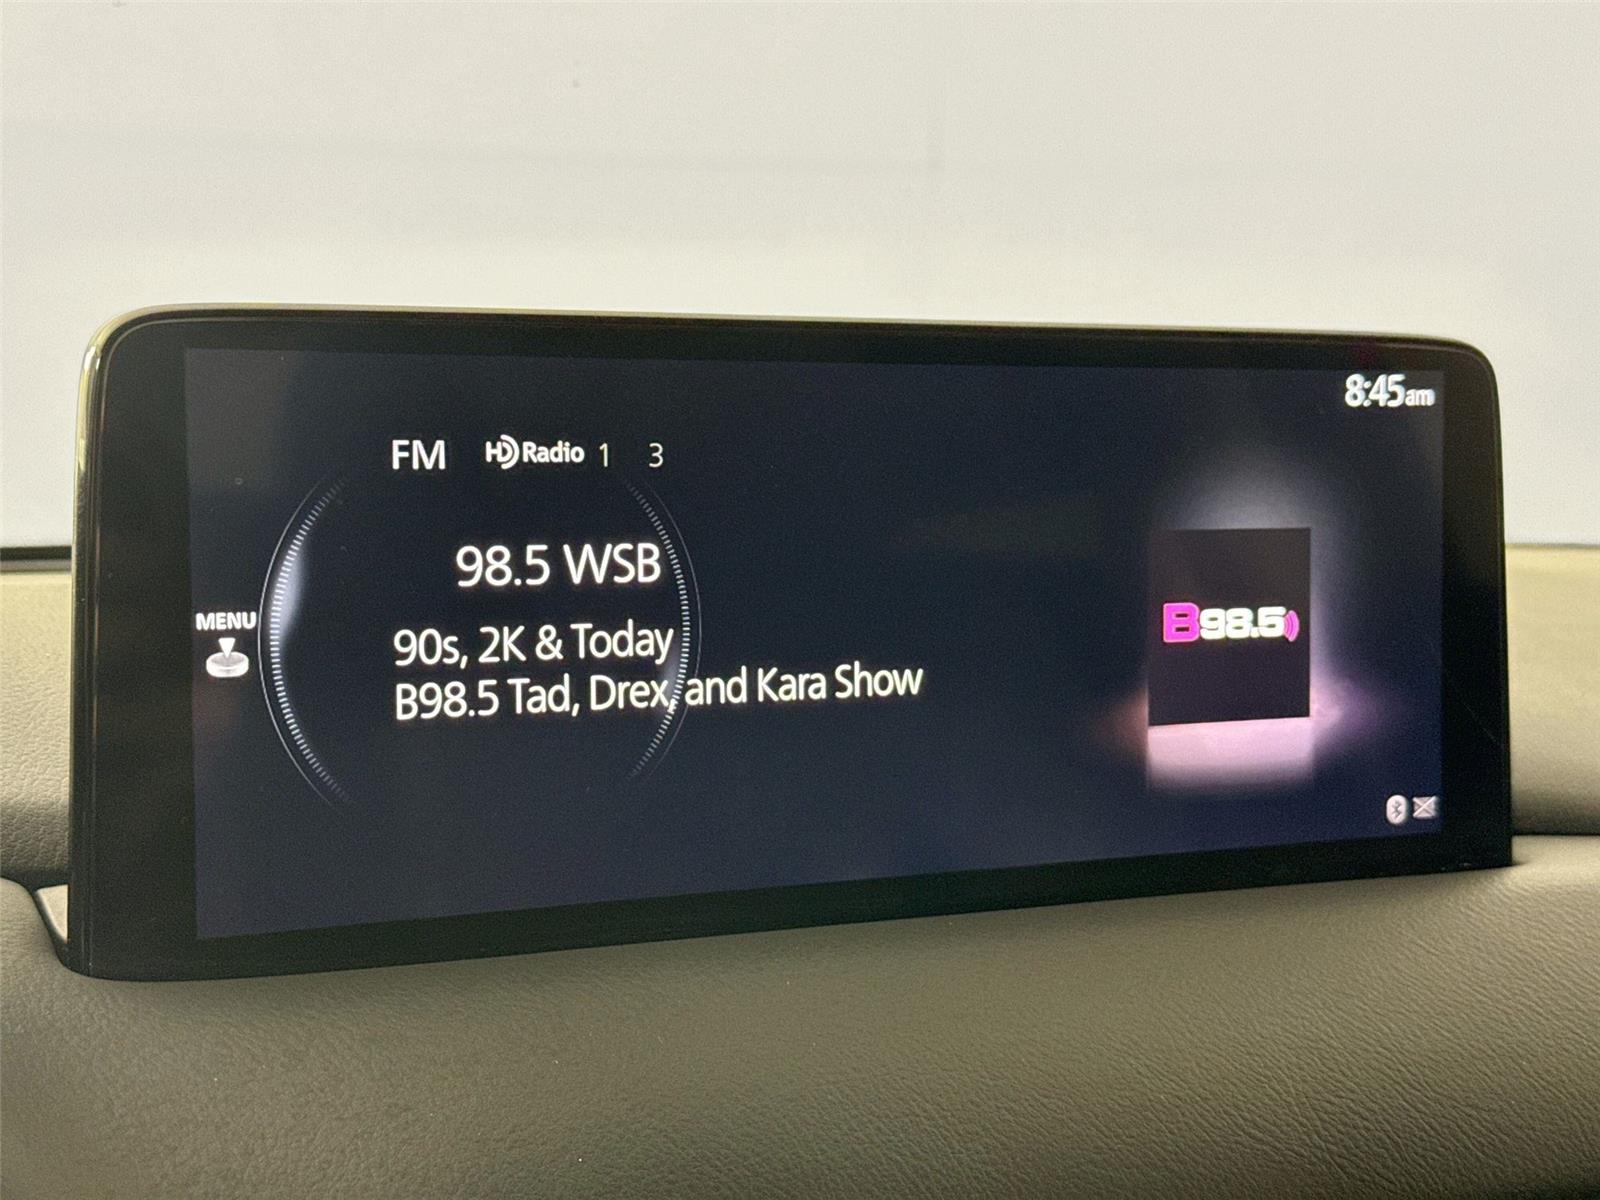 8:45am
FM HD Radio 1 3
98.5 WSB
MENU
90s, 2K & Today
B98.5 Tad, Drex, and Kara Show
B98.5